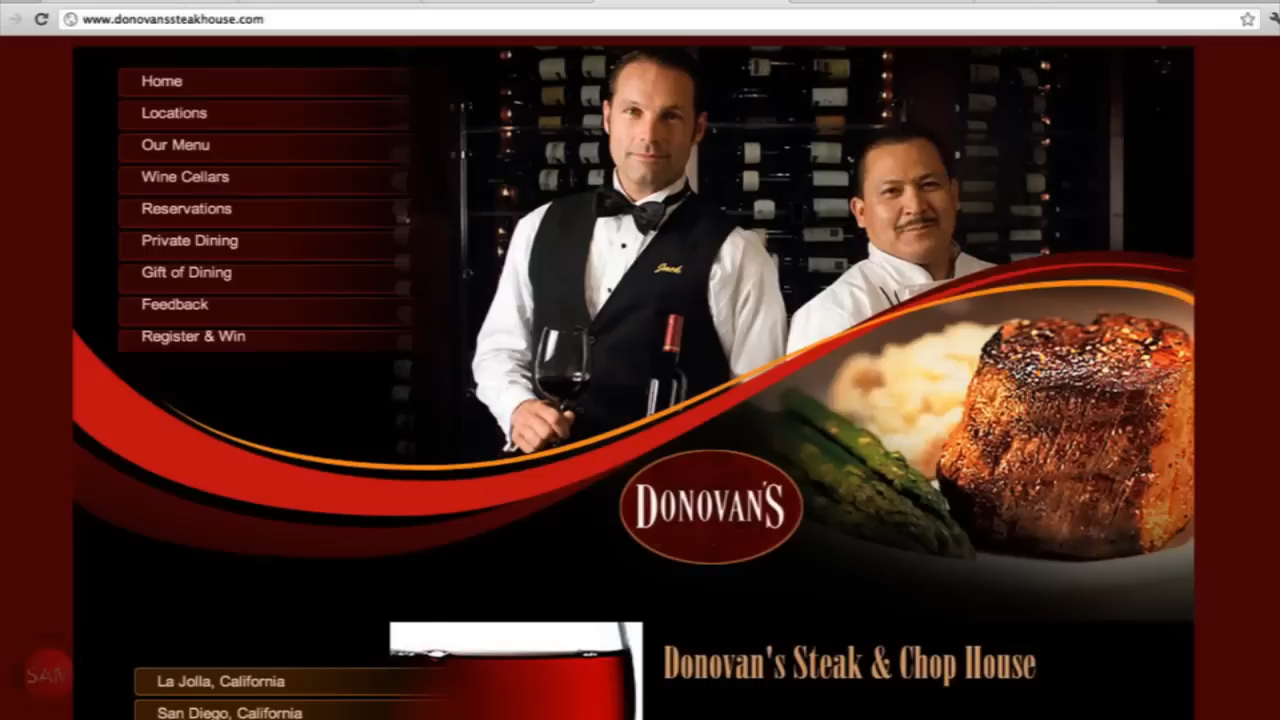 www.donovanssteakhouse.com
Home
Locations
Our Menu
Wine Cellars
Reservations
Private Dining
Gift of Dining
Feedback
Register & Win
DONOVAN'S
Donovan's Steak & Chop House
La Jolla, California
San Diego, California